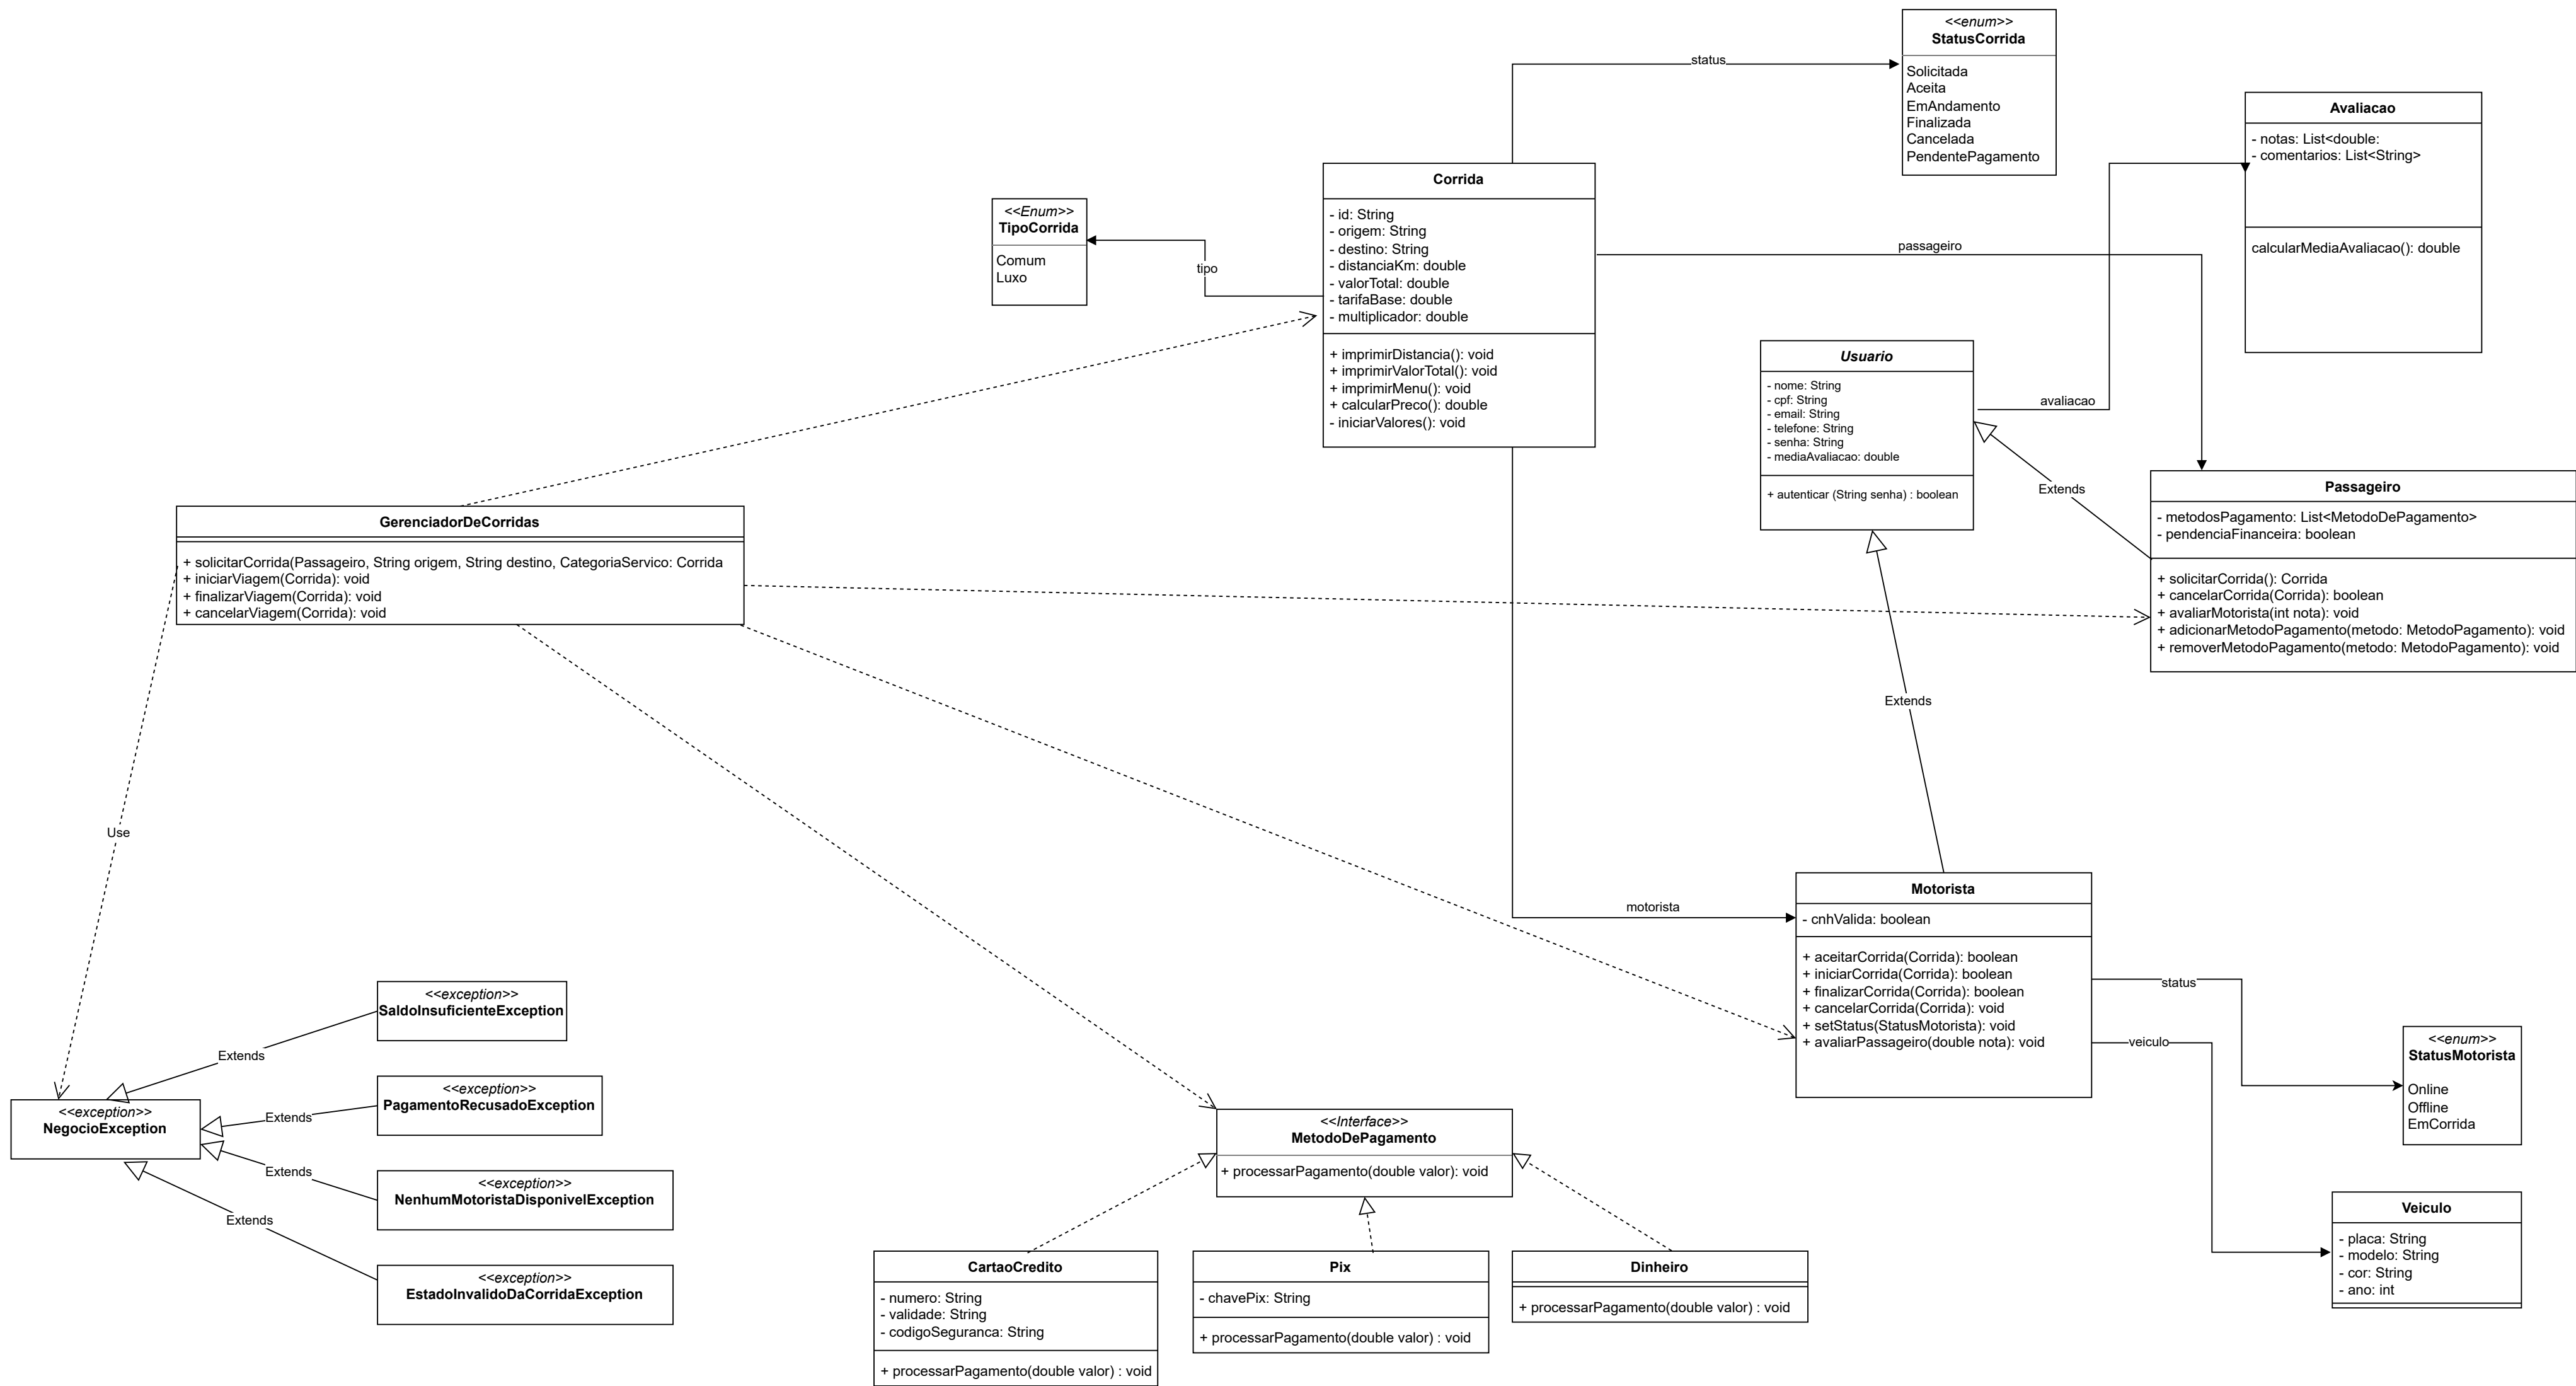 <<enum>>
StatusCorrida
Solicitada
Aceita
EmAndamento
Finalizada
Cancelada
PendentePagamento
status
Avaliacao
- notas: List<double:
- comentarios: List<String>
calcularMediaAvaliacao(): double
Corrida
- id: String
- origem: String
- destino: String
- distanciaKm: double
- valorTotal: double
- tarifaBase: double
- multiplicador: double
+ imprimirDistancia(): void
+ imprimirValorTotal(): void
+ imprimirMenu(): void
+ calcularPreco(): double
- iniciarValores(): void
<<Enum>>
TipoCorrida
Comum
Luxo
tipo
passageiro
Usuario
- nome: String
- cpf: String
- email: String
- telefone: String
- senha: String
- mediaAvaliacao: double
+ autenticar (String senha) : boolean
avaliacao
Extends
Passageiro
- metodosPagamento: List<MetodoDePagamento>
- pendenciaFinanceira: boolean
+ solicitarCorrida(): Corrida
+ cancelarCorrida(Corrida): boolean
+ avaliarMotorista(int nota): void
+ adicionarMetodoPagamento(metodo: MetodoPagamento): void
+ removerMetodoPagamento(metodo: MetodoPagamento): void
GerenciadorDeCorridas
+ solicitarCorrida(Passageiro, String origem, String destino, CategoriaServico: Corrida
+ iniciarViagem(Corrida): void
+ finalizarViagem(Corrida): void
+ cancelarViagem(Corrida): void
Extends
Use
motorista
Motorista
- cnhValida: boolean
+ aceitarCorrida(Corrida): boolean
+ iniciarCorrida(Corrida): boolean
+ finalizarCorrida(Corrida): boolean
+ cancelarCorrida(Corrida): void
+ setStatus(StatusMotorista): void
+ avaliarPassageiro(double nota): void
status
veiculo
<<enum>>
StatusMotorista
Online
Offline
EmCorrida
<<exception>>
SaldoInsuficienteException
Extends
<<exception>>
PagamentoRecusadoException
Extends
<<exception>>
NegocioException
<<exception>>
NenhumMotoristaDisponivelException
Extends
<<exception>>
EstadoInvalidoDaCorridaException
Extends
<<Interface>>
MetodoDePagamento
+ processarPagamento(double valor): void
CartaoCredito
- numero: String
- validade: String
- codigoSeguranca: String
+ processarPagamento(double valor) : void
Pix
- chavePix: String
+ processarPagamento(double valor) : void
Dinheiro
+ processarPagamento(double valor) : void
Veiculo
- placa: String
- modelo: String
- cor: String
- ano: int